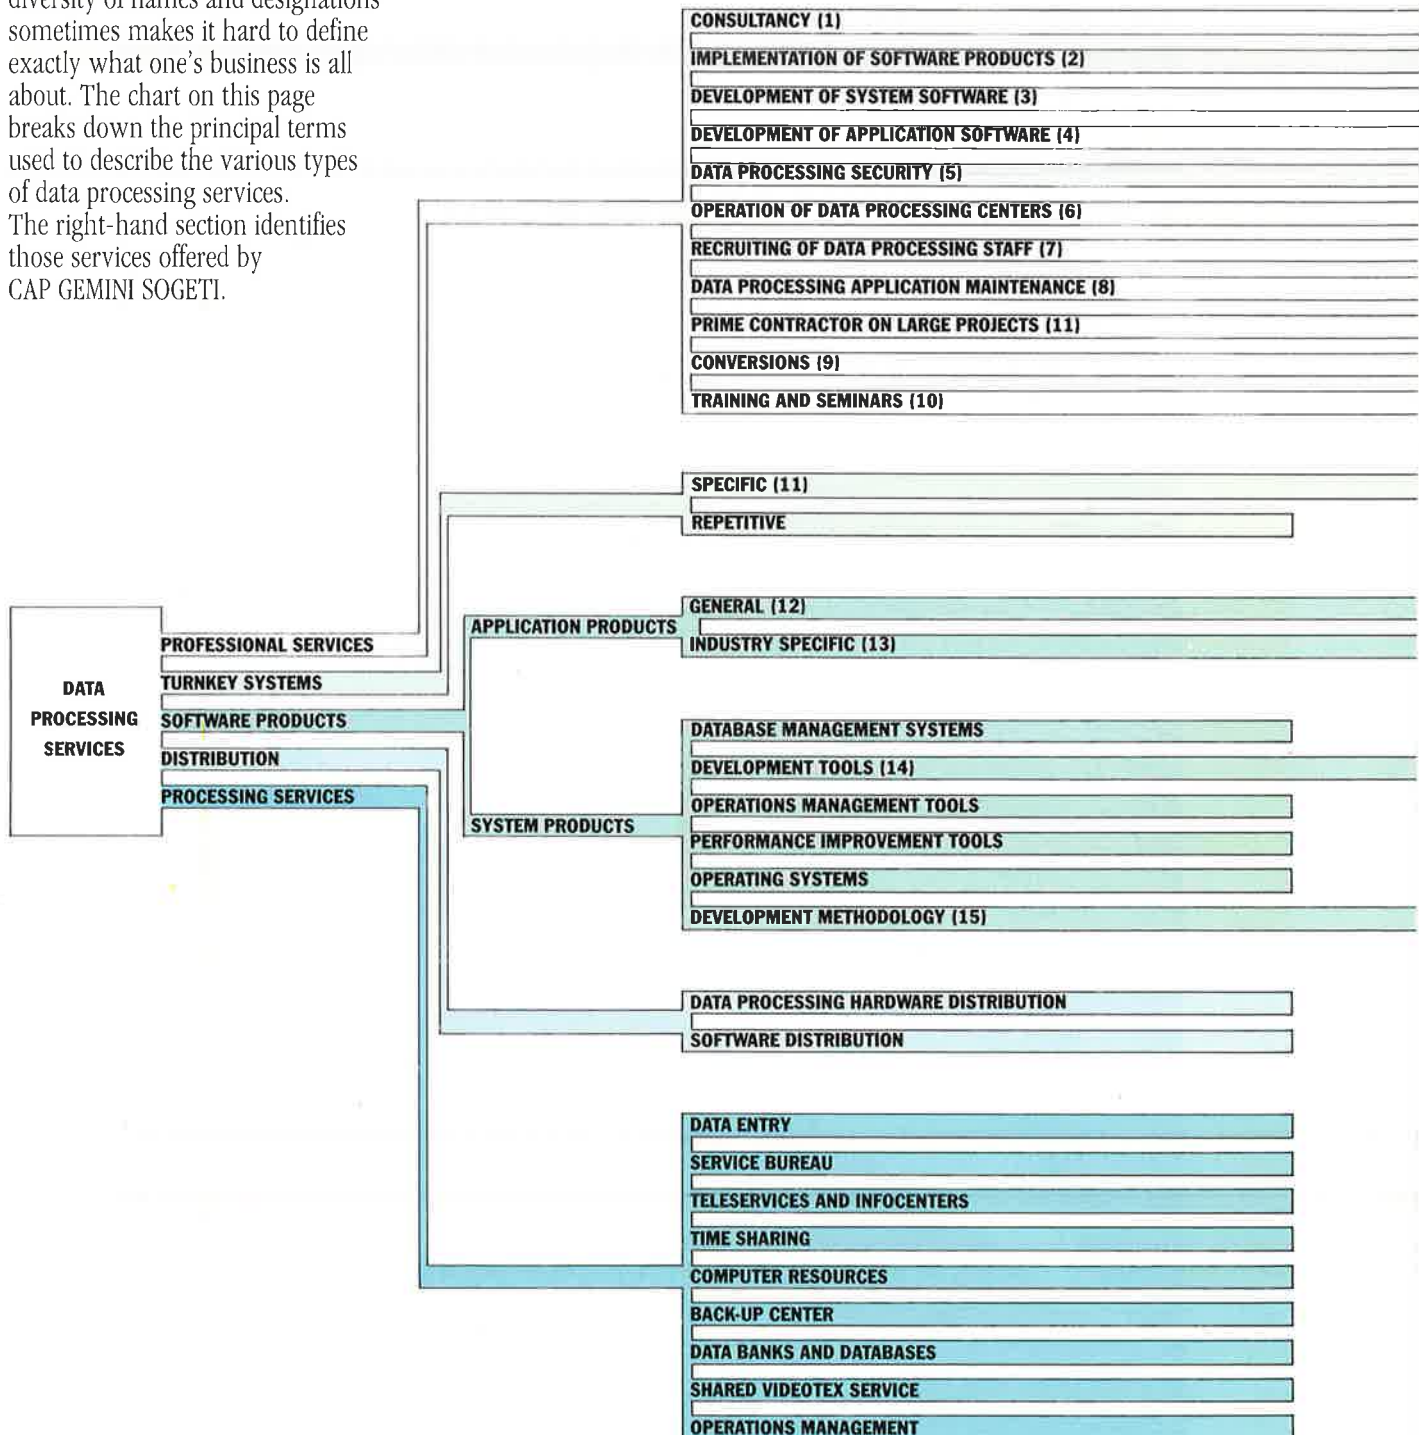 diversity of names and designations
sometimes makes it hard to define
exactly what one's business is all
about. The chart on this page
breaks down the principal terms
used to describe the various types
of data processing services.
The right-hand section identifies
those services offered by
CAP GEMINI SOGETI.
DATA
PROCESSING
SERVICES
PROFESSIONAL SERVICES
TURNKEY SYSTEMS
SOFTWARE PRODUCTS
DISTRIBUTION
PROCESSING SERVICES
APPLICATION PRODUCTS
SYSTEM PRODUCTS
CONSULTANCY (1)
IMPLEMENTATION OF SOFTWARE PRODUCTS (2)
DEVELOPMENT OF SYSTEM SOFTWARE (3)
DEVELOPMENT OF APPLICATION SOFTWARE (4)
DATA PROCESSING SECURITY (5)
OPERATION OF DATA PROCESSING CENTERS (6)
RECRUITING OF DATA PROCESSING STAFF (7)
DATA PROCESSING APPLICATION MAINTENANCE (8)
PRIME CONTRACTOR ON LARGE PROJECTS (11)
CONVERSIONS (9)
TRAINING AND SEMINARS (10)
SPECIFIC (11)
REPETITIVE
GENERAL (12)
INDUSTRY SPECIFIC (13)
DATABASE MANAGEMENT SYSTEMS
DEVELOPMENT TOOLS (14)
OPERATIONS MANAGEMENT TOOLS
PERFORMANCE IMPROVEMENT TOOLS
OPERATING SYSTEMS
DEVELOPMENT METHODOLOGY (15)
DATA PROCESSING HARDWARE DISTRIBUTION
SOFTWARE DISTRIBUTION
DATA ENTRY
SERVICE BUREAU
TELESERVICES AND INFOCENTERS
TIME SHARING
COMPUTER RESOURCES
BACK-UP CENTER
DATA BANKS AND DATABASES
SHARED VIDEOTEX SERVICE
OPERATIONS MANAGEMENT